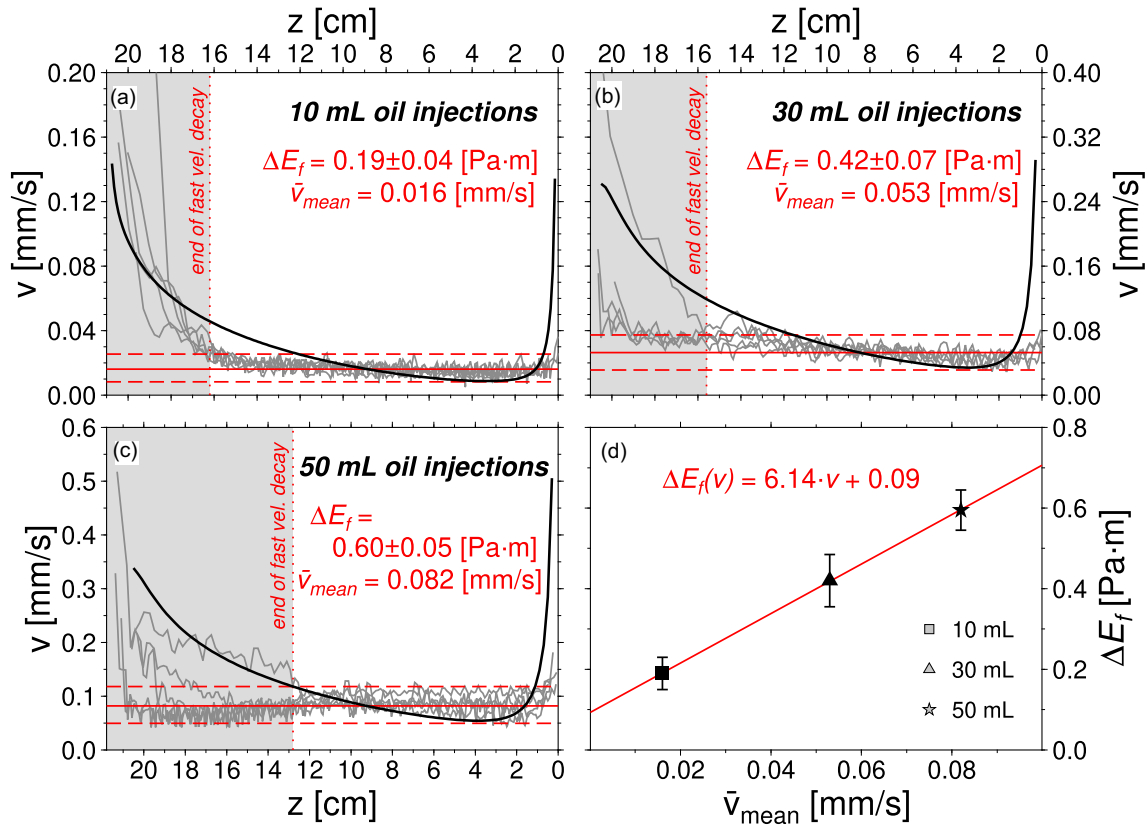 z [cm]
20 18 16 14 12 10 8 6 4 2 0
z [cm]
20 18 16 14 12 10 8 6 4 2 0
(a)
10 mL oil injections
ΔE_f = 0.19±0.04 [Pa·m]
v̄_mean = 0.016 [mm/s]
end of fast vel. decay
v [mm/s]
0.20
0.16
0.12
0.08
0.04
0.00
(b)
30 mL oil injections
ΔE_f = 0.42±0.07 [Pa·m]
v̄_mean = 0.053 [mm/s]
end of fast vel. decay
v [mm/s]
0.40
0.32
0.24
0.16
0.08
0.00
(c)
50 mL oil injections
ΔE_f =
0.60±0.05 [Pa·m]
v̄_mean = 0.082 [mm/s]
end of fast vel. decay
v [mm/s]
0.6
0.5
0.4
0.3
0.2
0.1
0.0
20 18 16 14 12 10 8 6 4 2 0
z [cm]
(d)
ΔE_f(v) = 6.14·v + 0.09
10 mL
30 mL
50 mL
ΔE_f [Pa·m]
0.8
0.6
0.4
0.2
0.0
0.02 0.04 0.06 0.08
v̄_mean [mm/s]